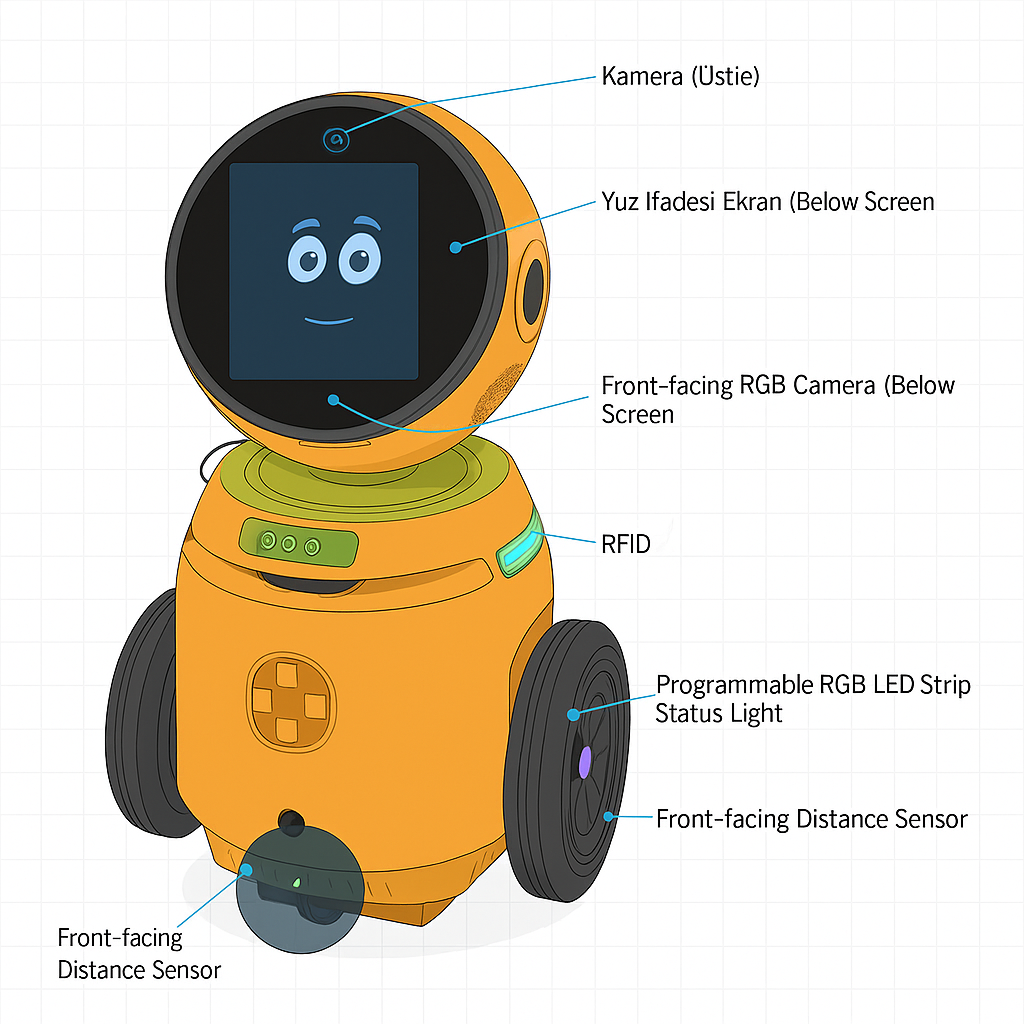 Kamera (Üstie)
Yuz Ifadesi Ekran (Below Screen
Front-facing RGB Camera (Below
Screen
RFID
Programmable RGB LED Strip
Status Light
Front-facing Distance Sensor
Front-facing
Distance Sensor